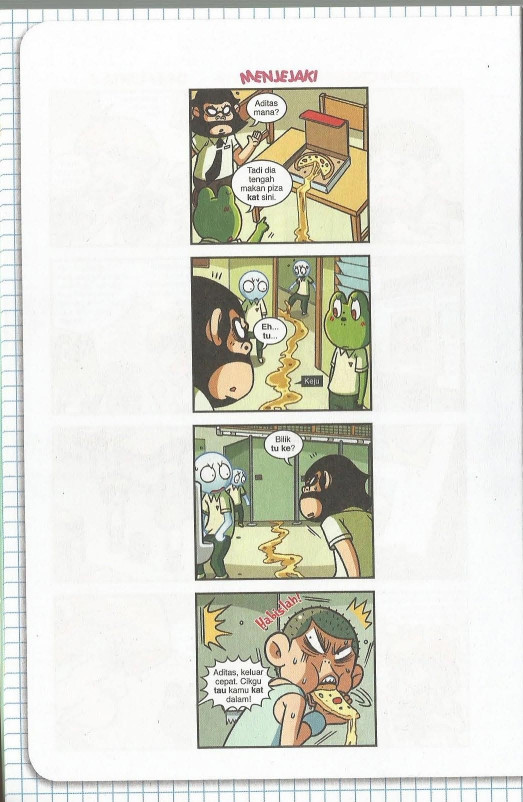 MENJEJAKI
Aditas
mana?
Tadi dia
tengah
makan piza
kat sini.
Eh...
tu...
Keju
Bilik
tu ke?
Habislah!
Aditas, keluar
cepat. Cikgu
tau kamu kat
dalam!